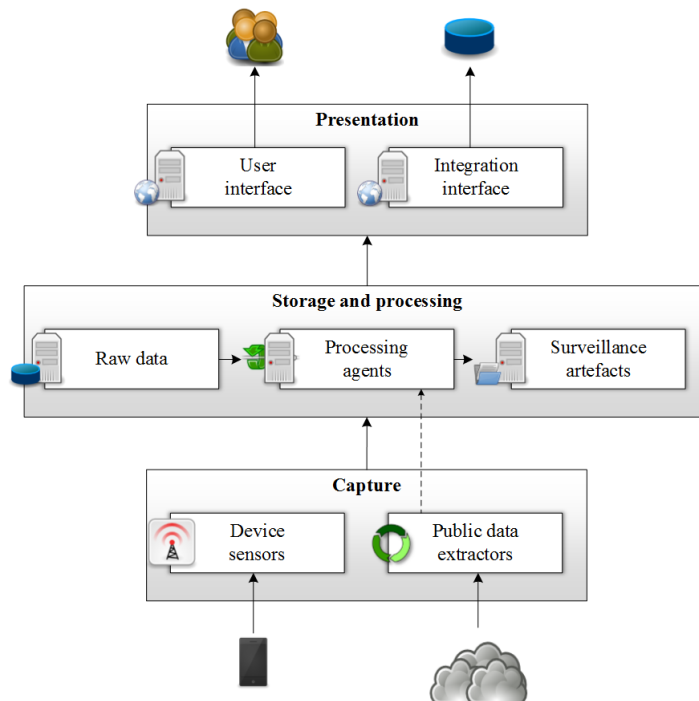 Presentation
User
interface
Integration
interface
Storage and processing
Raw data
Processing
agents
Surveillance
artefacts
Capture
Device
sensors
Public data
extractors